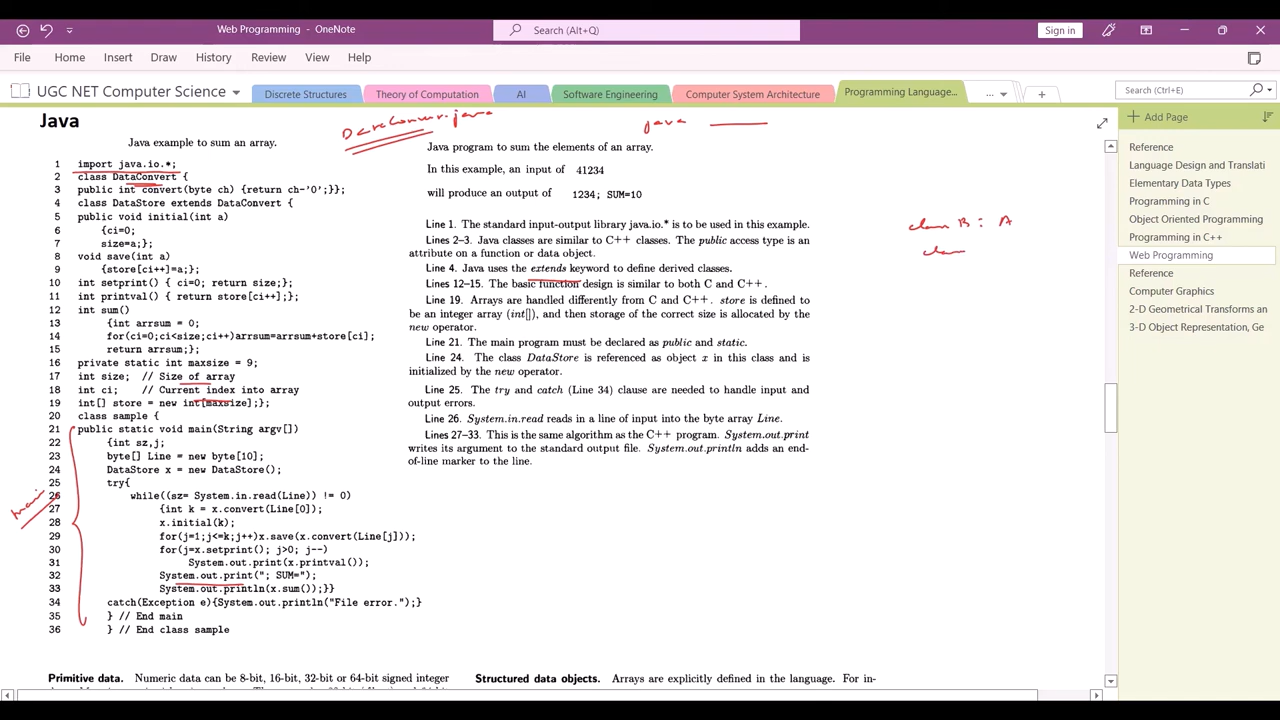 Web Programming - OneNote
Search (Alt+Q)
Sign in
File Home Insert Draw History Review View Help
UGC NET Computer Science
Discrete Structures
Theory of Computation
AI
Software Engineering
Computer System Architecture
Programming Language...
...
Search (Ctrl+E)
Java
DataConver.java
java
Java example to sum an array.
1 import java.io.*;
2 class DataConvert {
3 public int convert(byte ch) {return ch-'0';}};
4 class DataStore extends DataConvert {
5 public void initial(int a)
6 {ci=0;
7 size=a;};
8 void save(int a)
9 {store[ci++]=a;};
10 int setprint() { ci=0; return size;};
11 int printval() { return store[ci++];};
12 int sum()
13 {int arrsum = 0;
14 for(ci=0;ci<size;ci++)arrsum=arrsum+store[ci];
15 return arrsum;};
16 private static int maxsize = 9;
17 int size; // Size of array
18 int ci; // Current index into array
19 int[] store = new int[maxsize];};
20 class sample {
21 public static void main(String argv[])
22 {int sz,j;
23 byte[] Line = new byte[10];
24 DataStore x = new DataStore();
25 try{
26 while((sz= System.in.read(Line)) != 0)
27 {int k = x.convert(Line[0]);
28 x.initial(k);
29 for(j=1;j<=k;j++)x.save(x.convert(Line[j]));
30 for(j=x.setprint(); j>0; j--)
31 System.out.print(x.printval());
32 System.out.print("; SUM=");
33 System.out.println(x.sum());}}
34 catch(Exception e){System.out.println("File error.");}
35 } // End main
36 } // End class sample
main
Java program to sum the elements of an array.
In this example, an input of 41234
will produce an output of 1234; SUM=10
Line 1. The standard input-output library java.io.* is to be used in this example.
Lines 2–3. Java classes are similar to C++ classes. The public access type is an
attribute on a function or data object.
Line 4. Java uses the extends keyword to define derived classes.
Lines 12–15. The basic function design is similar to both C and C++.
Line 19. Arrays are handled differently from C and C++. store is defined to
be an integer array (int[]), and then storage of the correct size is allocated by the
new operator.
Line 21. The main program must be declared as public and static.
Line 24. The class DataStore is referenced as object x in this class and is
initialized by the new operator.
Line 25. The try and catch (Line 34) clause are needed to handle input and
output errors.
Line 26. System.in.read reads in a line of input into the byte array Line.
Lines 27–33. This is the same algorithm as the C++ program. System.out.print
writes its argument to the standard output file. System.out.println adds an end-
of-line marker to the line.
class B : A
class
Primitive data. Numeric data can be 8-bit, 16-bit, 32-bit or 64-bit signed integer
Structured data objects. Arrays are explicitly defined in the language. For in-
Add Page
Reference
Language Design and Translati
Elementary Data Types
Programming in C
Object Oriented Programming
Programming in C++
Web Programming
Reference
Computer Graphics
2-D Geometrical Transforms an
3-D Object Representation, Ge